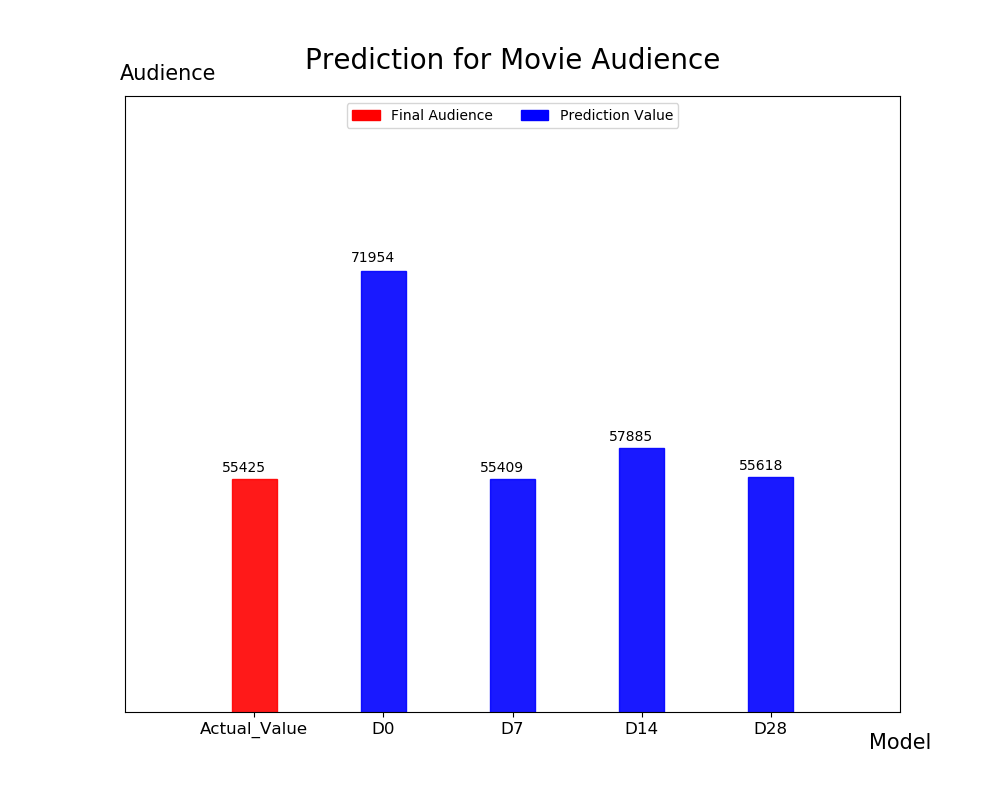 Prediction for Movie Audience
Audience
Final Audience
Prediction Value
71954
57885
55425
55409
55618
Actual_Value
D0
D7
D14
D28
Model